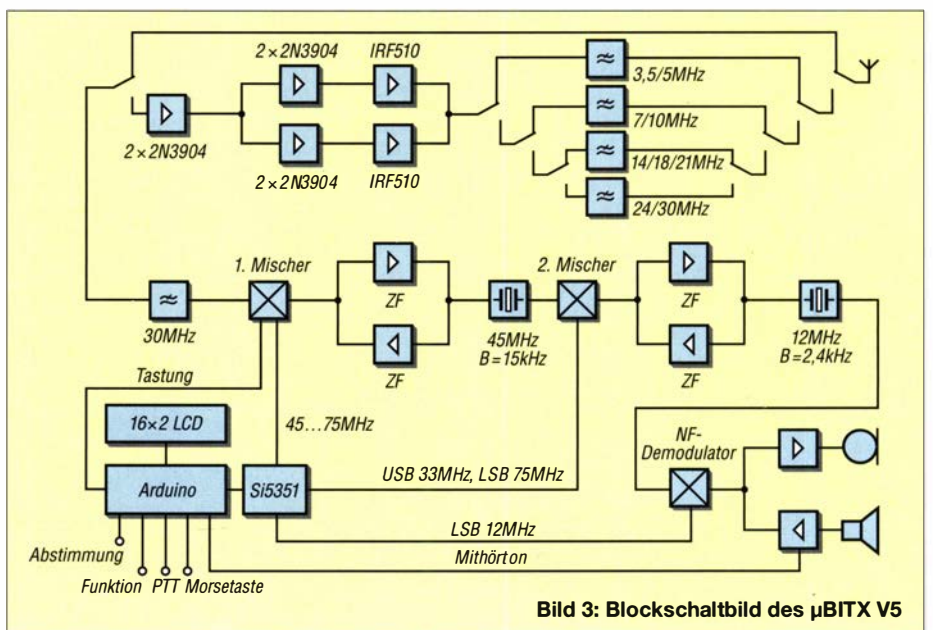 2×2N3904
IRF510
3,5/5MHz
2×2N3904
7/10MHz
2×2N3904
IRF510
14/18/21MHz
24/30MHz
1. Mischer
2. Mischer
ZF
ZF
30MHz
45MHz
B=15kHz
12MHz
B=2,4kHz
ZF
ZF
Tastung
16×2 LCD
45...75MHz
NF-
Demodulator
Arduino
Si5351
USB 33MHz, LSB 75MHz
LSB 12MHz
Abstimmung
Mithörton
Funktion
PTT
Morsetaste
Bild 3: Blockschaltbild des µBITX V5